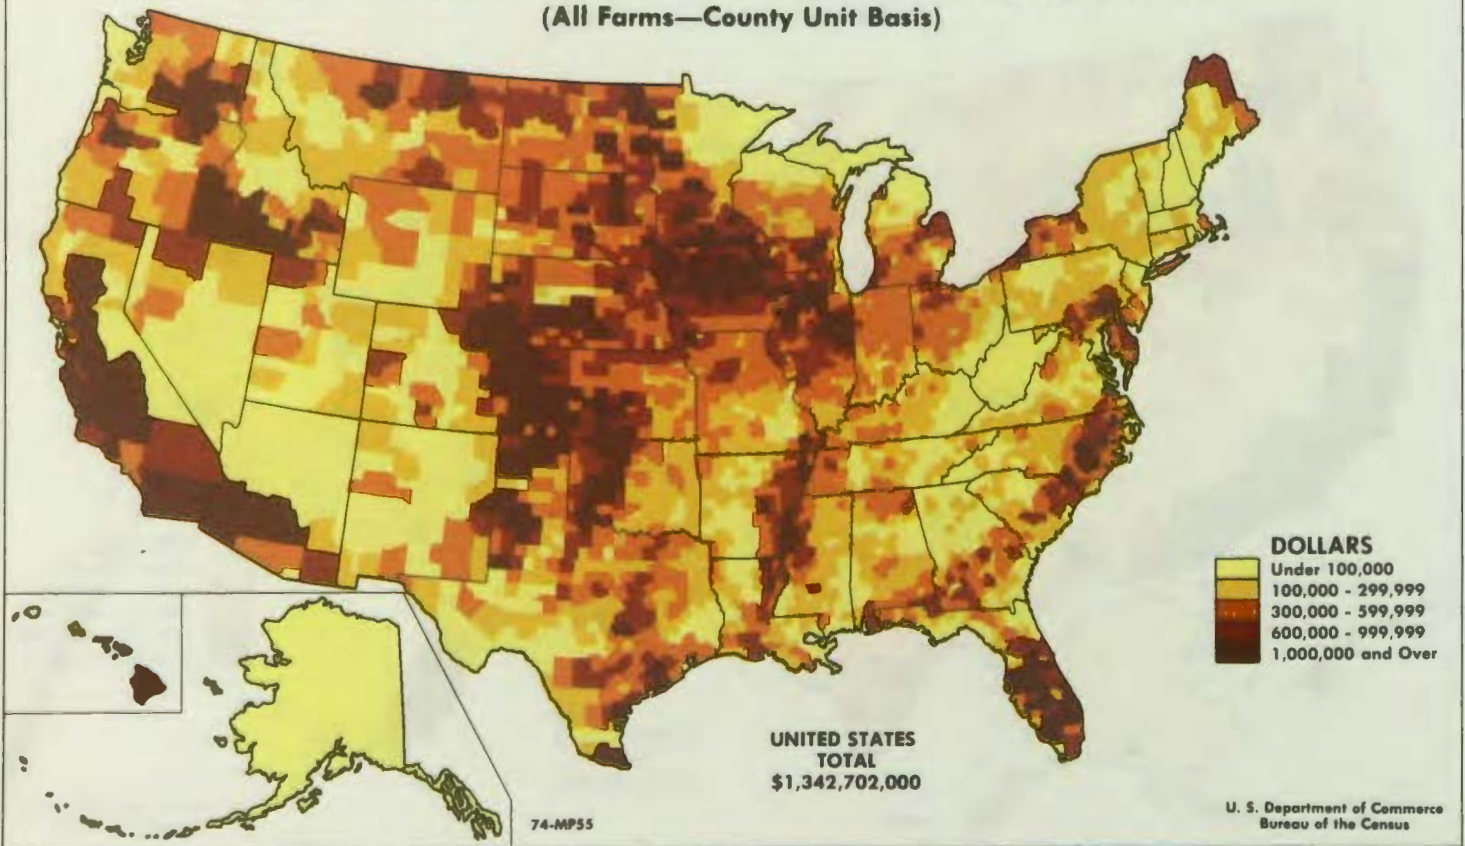 (All Farms—County Unit Basis)
DOLLARS
Under 100,000
100,000 - 299,999
300,000 - 599,999
600,000 - 999,999
1,000,000 and Over
UNITED STATES
TOTAL
$1,342,702,000
74-MP55
U. S. Department of Commerce
Bureau of the Census